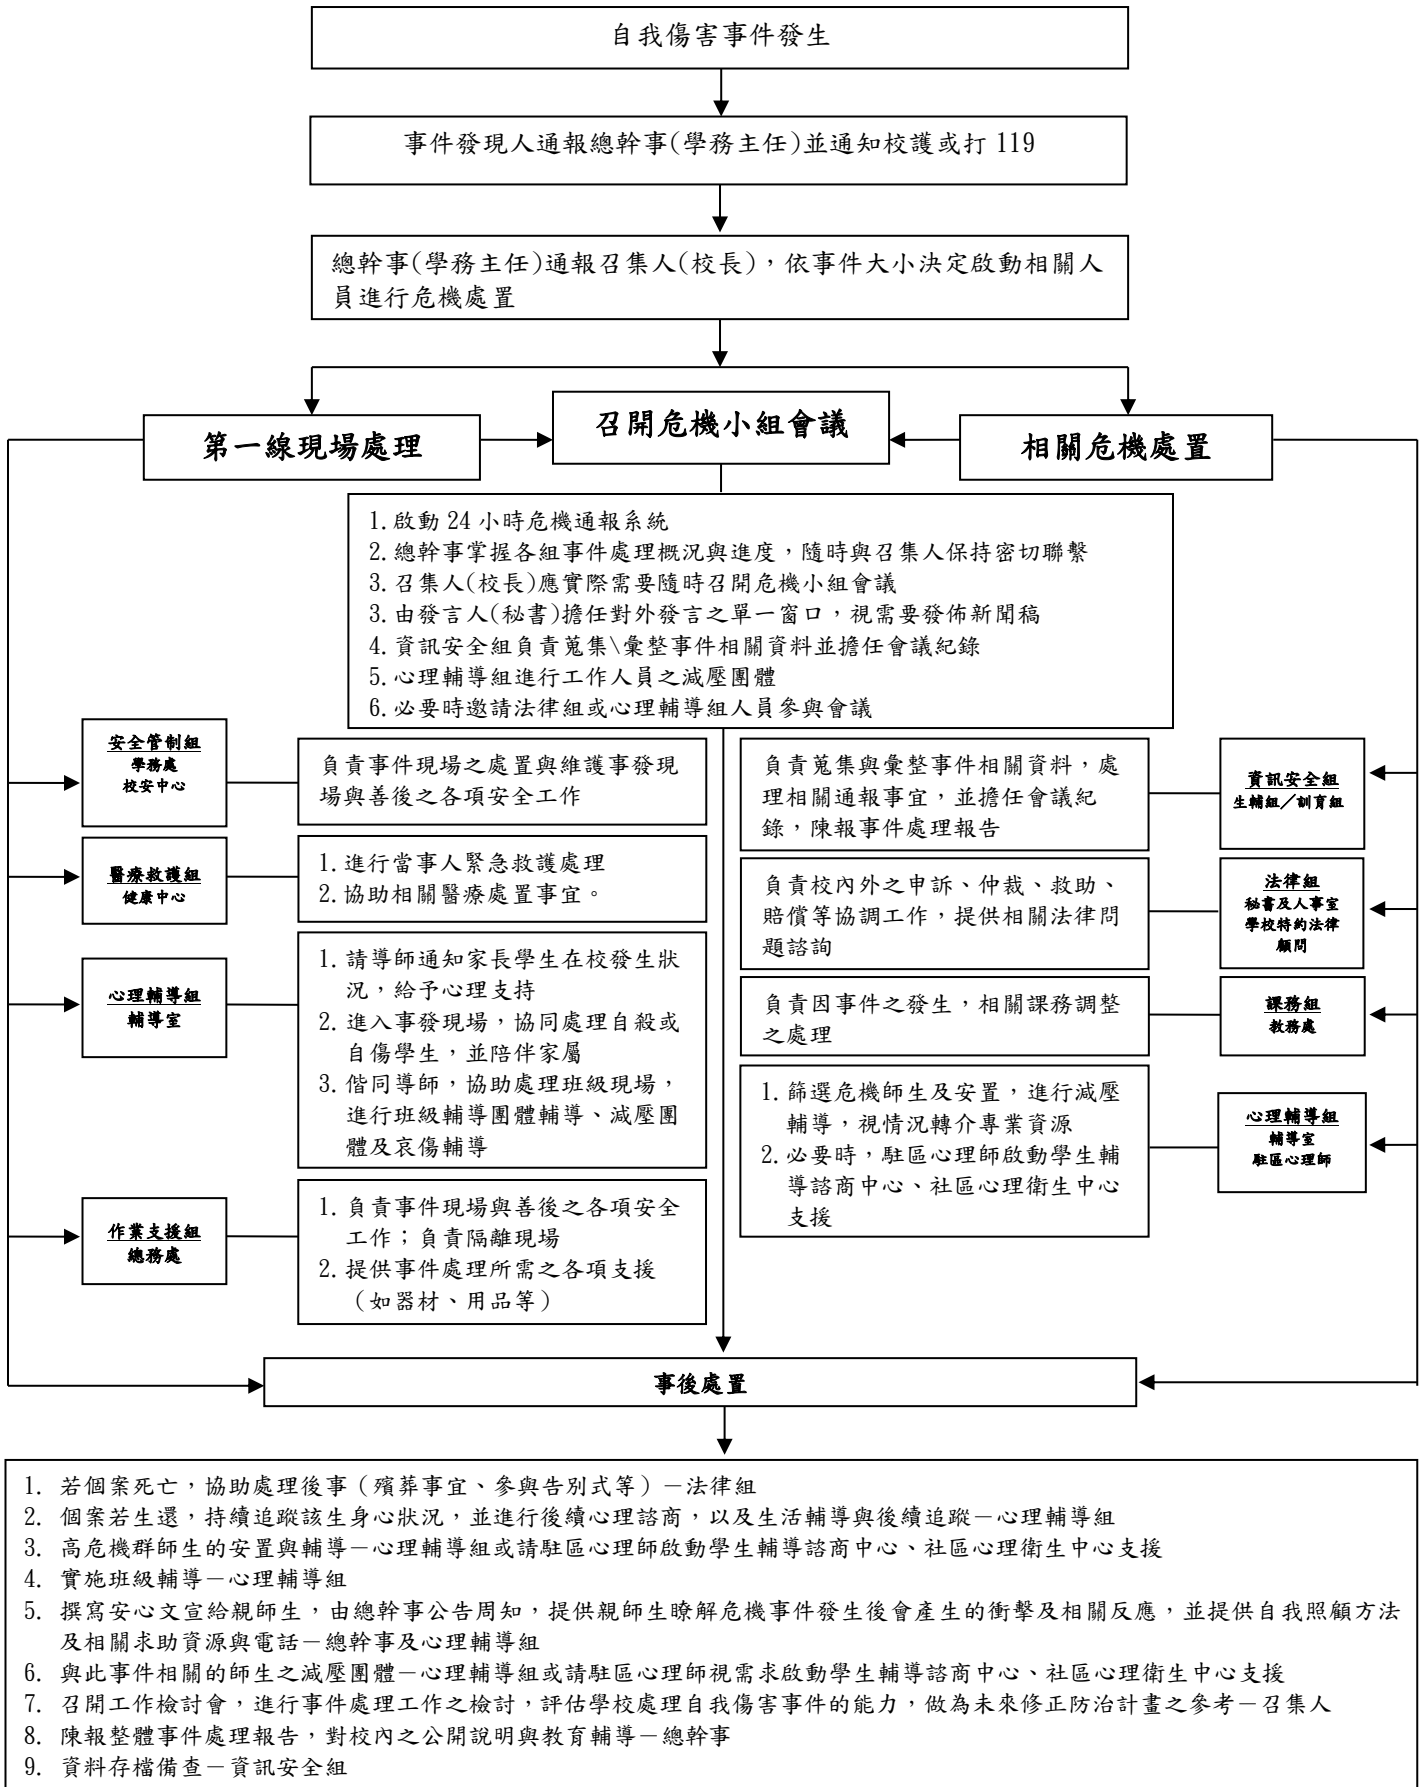 自我傷害事件發生
事件發現人通報總幹事(學務主任)並通知校護或打 119
總幹事(學務主任)通報召集人(校長)，依事件大小決定啟動相關人
員進行危機處置
第一線現場處理
召開危機小組會議
相關危機處置
1.啟動 24 小時危機通報系統
2.總幹事掌握各組事件處理概況與進度，隨時與召集人保持密切聯繫
3.召集人(校長)應實際需要隨時召開危機小組會議
3.由發言人(秘書)擔任對外發言之單一窗口，視需要發佈新聞稿
4.資訊安全組負責蒐集\彙整事件相關資料並擔任會議紀錄
5.心理輔導組進行工作人員之減壓團體
6.必要時邀請法律組或心理輔導組人員參與會議
安全管制組
學務處
校安中心
負責事件現場之處置與維護事發現
場與善後之各項安全工作
醫療救護組
健康中心
1.進行當事人緊急救護處理
2.協助相關醫療處置事宜。
心理輔導組
輔導室
1.請導師通知家長學生在校發生狀
況，給予心理支持
2.進入事發現場，協同處理自殺或
自傷學生，並陪伴家屬
3.偕同導師，協助處理班級現場，
進行班級輔導團體輔導、減壓團
體及哀傷輔導
作業支援組
總務處
1.負責事件現場與善後之各項安全
工作；負責隔離現場
2.提供事件處理所需之各項支援
（如器材、用品等）
負責蒐集與彙整事件相關資料，處
理相關通報事宜，並擔任會議紀
錄，陳報事件處理報告
資訊安全組
生輔組／訓育組
負責校內外之申訴、仲裁、救助、
賠償等協調工作，提供相關法律問
題諮詢
法律組
秘書及人事室
學校特約法律
顧問
負責因事件之發生，相關課務調整
之處理
課務組
教務處
1.篩選危機師生及安置，進行減壓
輔導，視情況轉介專業資源
2.必要時，駐區心理師啟動學生輔
導諮商中心、社區心理衛生中心
支援
心理輔導組
輔導室
駐區心理師
事後處置
1. 若個案死亡，協助處理後事（殯葬事宜、參與告別式等）－法律組
2. 個案若生還，持續追蹤該生身心狀況，並進行後續心理諮商，以及生活輔導與後續追蹤－心理輔導組
3. 高危機群師生的安置與輔導－心理輔導組或請駐區心理師啟動學生輔導諮商中心、社區心理衛生中心支援
4. 實施班級輔導－心理輔導組
5. 撰寫安心文宣給親師生，由總幹事公告周知，提供親師生瞭解危機事件發生後會產生的衝擊及相關反應，並提供自我照顧方法
及相關求助資源與電話－總幹事及心理輔導組
6. 與此事件相關的師生之減壓團體－心理輔導組或請駐區心理師視需求啟動學生輔導諮商中心、社區心理衛生中心支援
7. 召開工作檢討會，進行事件處理工作之檢討，評估學校處理自我傷害事件的能力，做為未來修正防治計畫之參考－召集人
8. 陳報整體事件處理報告，對校內之公開說明與教育輔導－總幹事
9. 資料存檔備查－資訊安全組